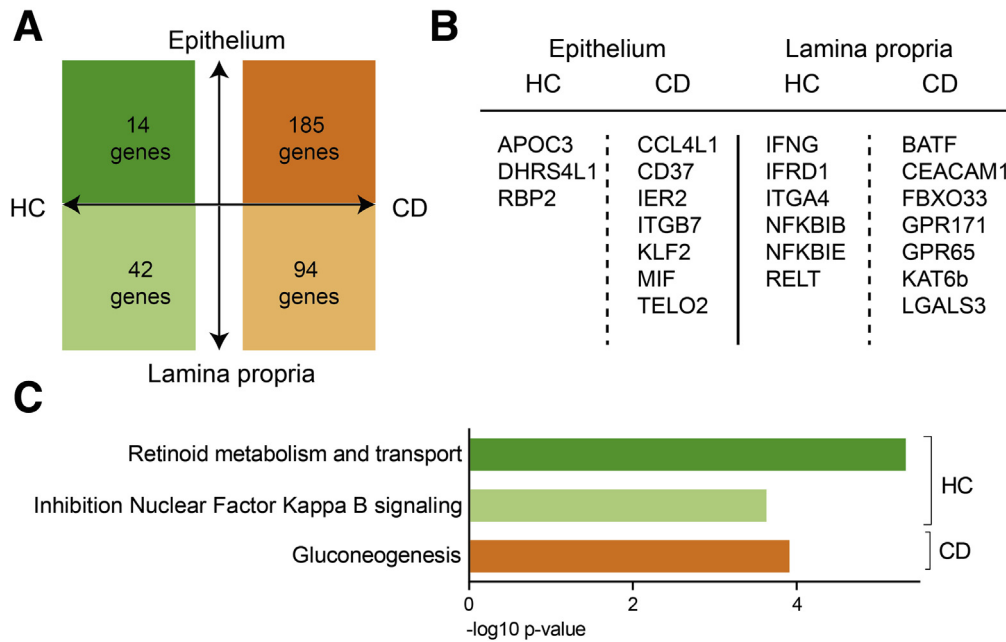 A
Epithelium
14
genes
185
genes
HC
CD
42
genes
94
genes
Lamina propria
B
Epithelium
Lamina propria
HC
CD
HC
CD
APOC3
DHRS4L1
RBP2
CCL4L1
CD37
IER2
ITGB7
KLF2
MIF
TELO2
IFNG
IFRD1
ITGA4
NFKBIB
NFKBIE
RELT
BATF
CEACAM1
FBXO33
GPR171
GPR65
KAT6b
LGALS3
C
Retinoid metabolism and transport
Inhibition Nuclear Factor Kappa B signaling
Gluconeogenesis
HC
CD
0
2
4
-log10 p-value